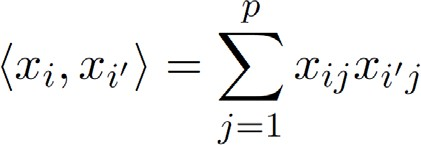 ⟨x_i, x_{i′}⟩ = \sum_{j=1}^{p} x_{ij} x_{i′j}